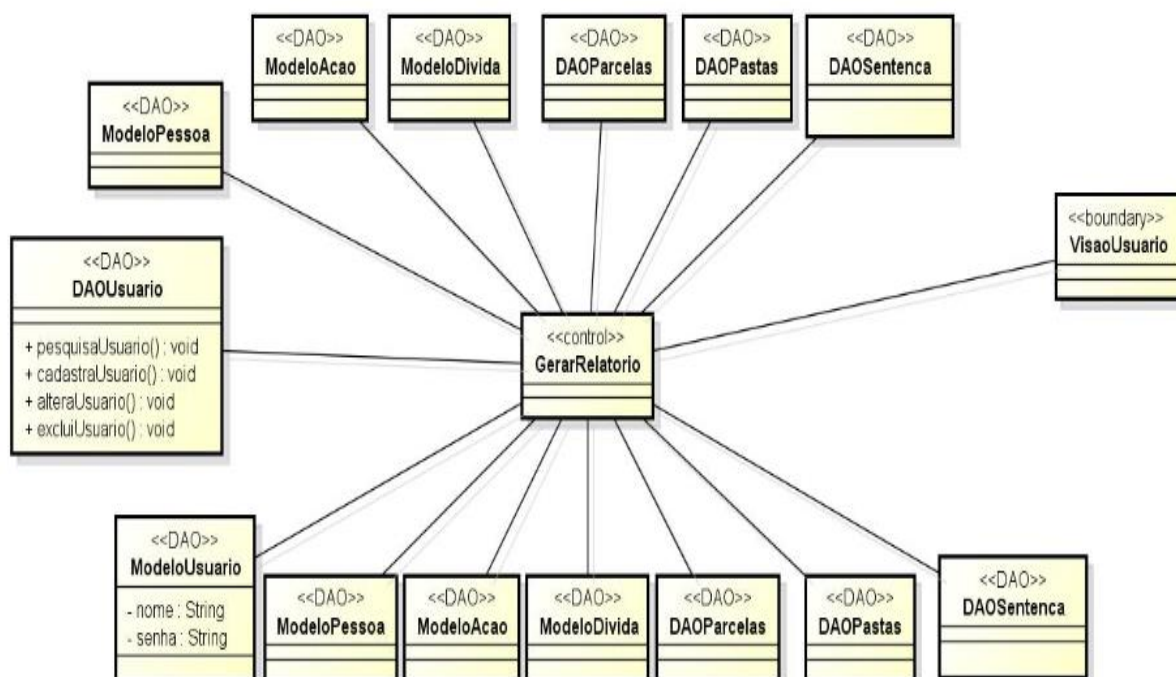 <<DAO>>
ModeloAcao
<<DAO>>
ModeloDivida
<<DAO>>
DAOParcelas
<<DAO>>
DAOPastas
<<DAO>>
DAOSentenca
<<DAO>>
ModeloPessoa
<<boundary>>
VisaoUsuario
<<DAO>>
DAOUsuario
+ pesquisaUsuario() : void
+ cadastraUsuario() : void
+ alteraUsuario() : void
+ excluiUsuario() : void
<<control>>
GerarRelatorio
<<DAO>>
ModeloUsuario
- nome : String
- senha : String
<<DAO>>
ModeloPessoa
<<DAO>>
ModeloAcao
<<DAO>>
ModeloDivida
<<DAO>>
DAOParcelas
<<DAO>>
DAOPastas
<<DAO>>
DAOSentenca